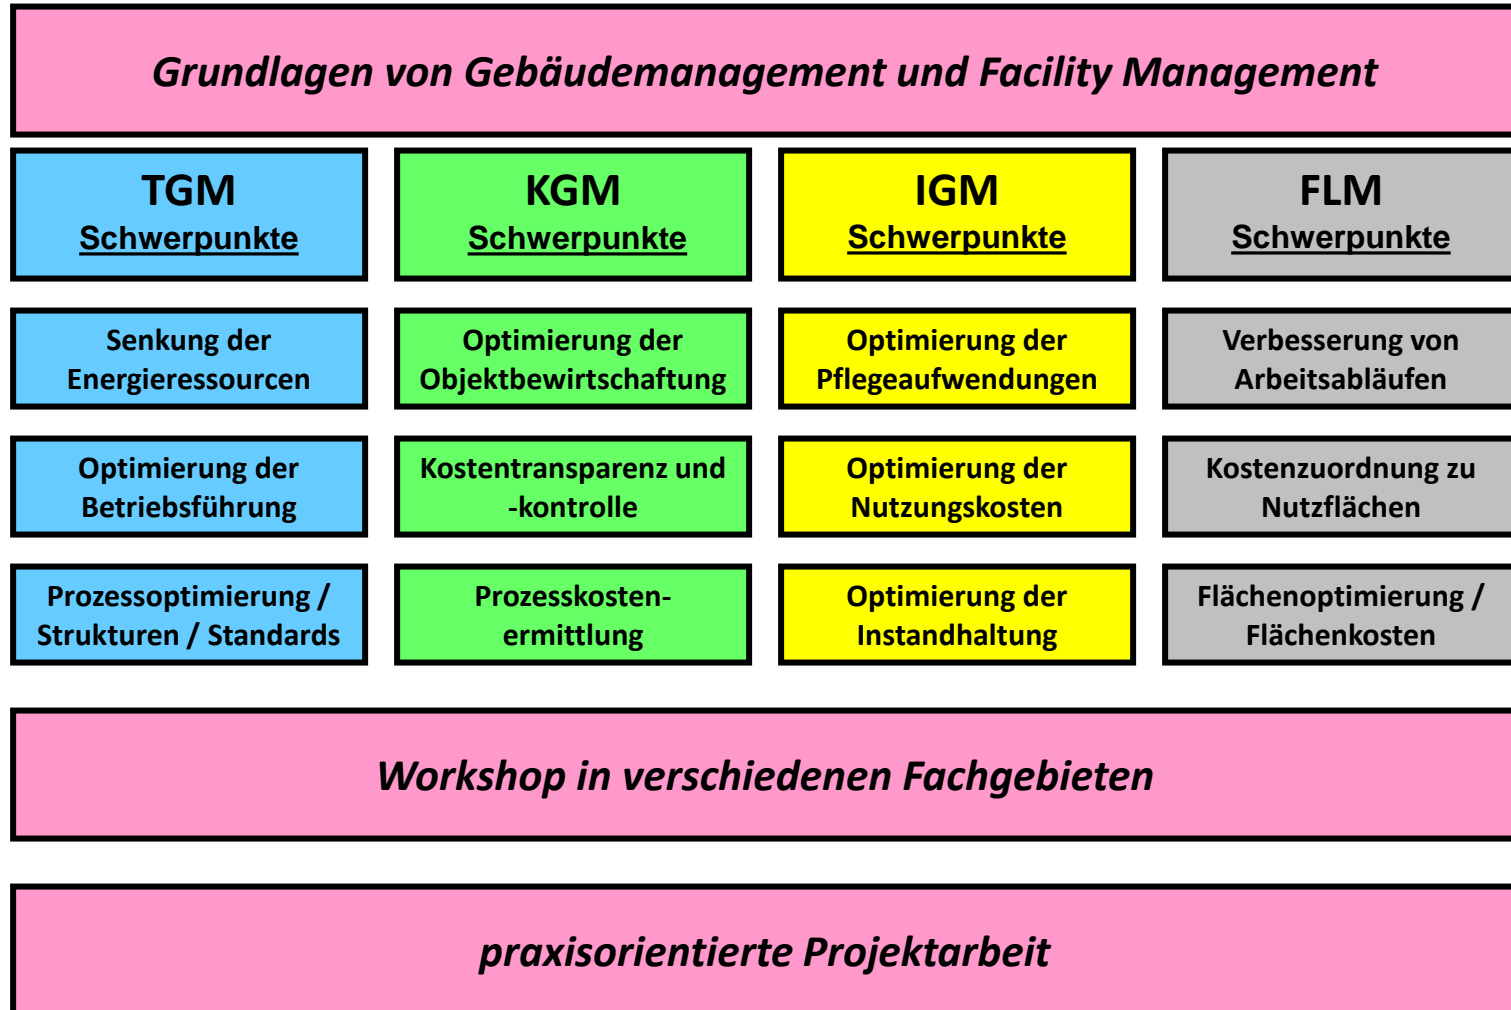 Grundlagen von Gebäudemanagement und Facility Management
TGM
Schwerpunkte
KGM
Schwerpunkte
IGM
Schwerpunkte
FLM
Schwerpunkte
Senkung der
Energieressourcen
Optimierung der
Objektbewirtschaftung
Optimierung der
Pflegeaufwendungen
Verbesserung von
Arbeitsabläufen
Optimierung der
Betriebsführung
Kostentransparenz und
-kontrolle
Optimierung der
Nutzungskosten
Kostenzuordnung zu
Nutzflächen
Prozessoptimierung /
Strukturen / Standards
Prozesskosten-
ermittlung
Optimierung der
Instandhaltung
Flächenoptimierung /
Flächenkosten
Workshop in verschiedenen Fachgebieten
praxisorientierte Projektarbeit